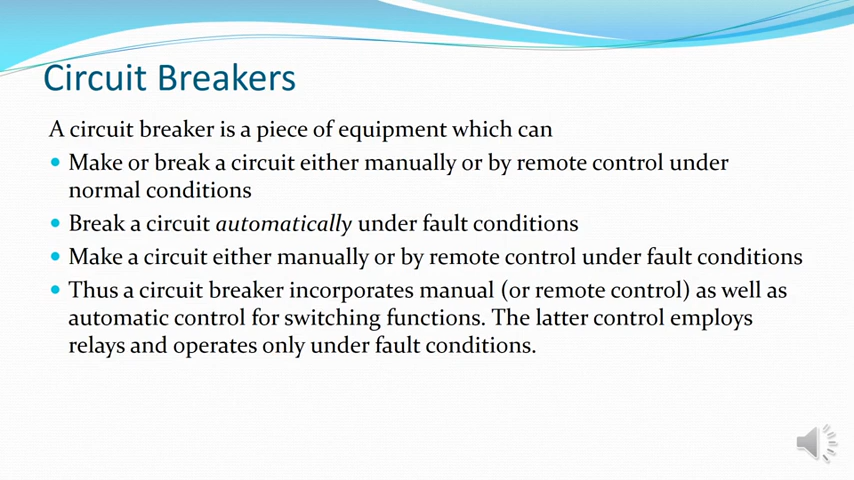 Circuit Breakers
A circuit breaker is a piece of equipment which can
• Make or break a circuit either manually or by remote control under
normal conditions
• Break a circuit automatically under fault conditions
• Make a circuit either manually or by remote control under fault conditions
• Thus a circuit breaker incorporates manual (or remote control) as well as
automatic control for switching functions. The latter control employs
relays and operates only under fault conditions.